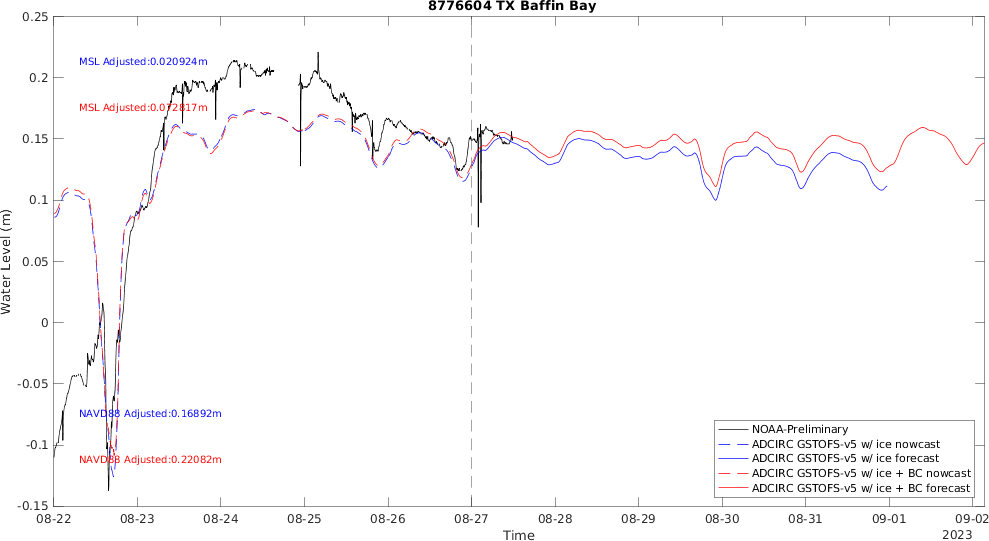 8776604 TX Baffin Bay
0.25
0.2
0.15
0.1
0.05
0
-0.05
-0.1
-0.15
Water Level (m)
MSL Adjusted:0.020924m
MSL Adjusted:0.072817m
NAVD88 Adjusted:0.16892m
NAVD88 Adjusted:0.22082m
NOAA-Preliminary
ADCIRC GSTOFS-v5 w/ ice nowcast
ADCIRC GSTOFS-v5 w/ ice forecast
ADCIRC GSTOFS-v5 w/ ice + BC nowcast
ADCIRC GSTOFS-v5 w/ ice + BC forecast
08-22 08-23 08-24 08-25 08-26 08-27 08-28 08-29 08-30 08-31 09-01 09-02
Time
2023